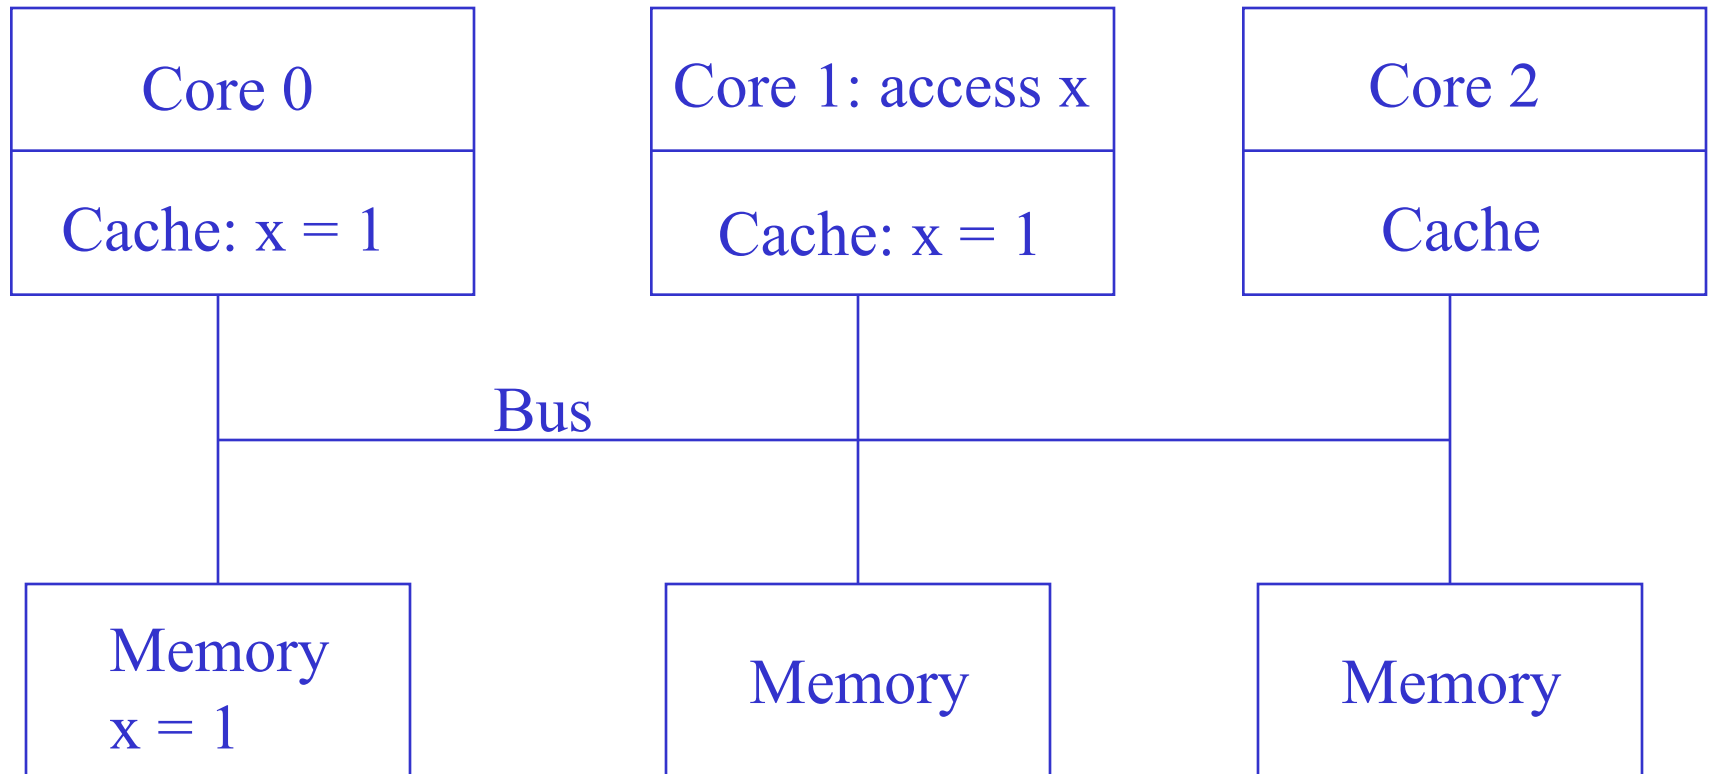 Core 0
Core 1: access x
Core 2
Cache: x = 1
Cache: x = 1
Cache
Bus
Memory
x = 1
Memory
Memory